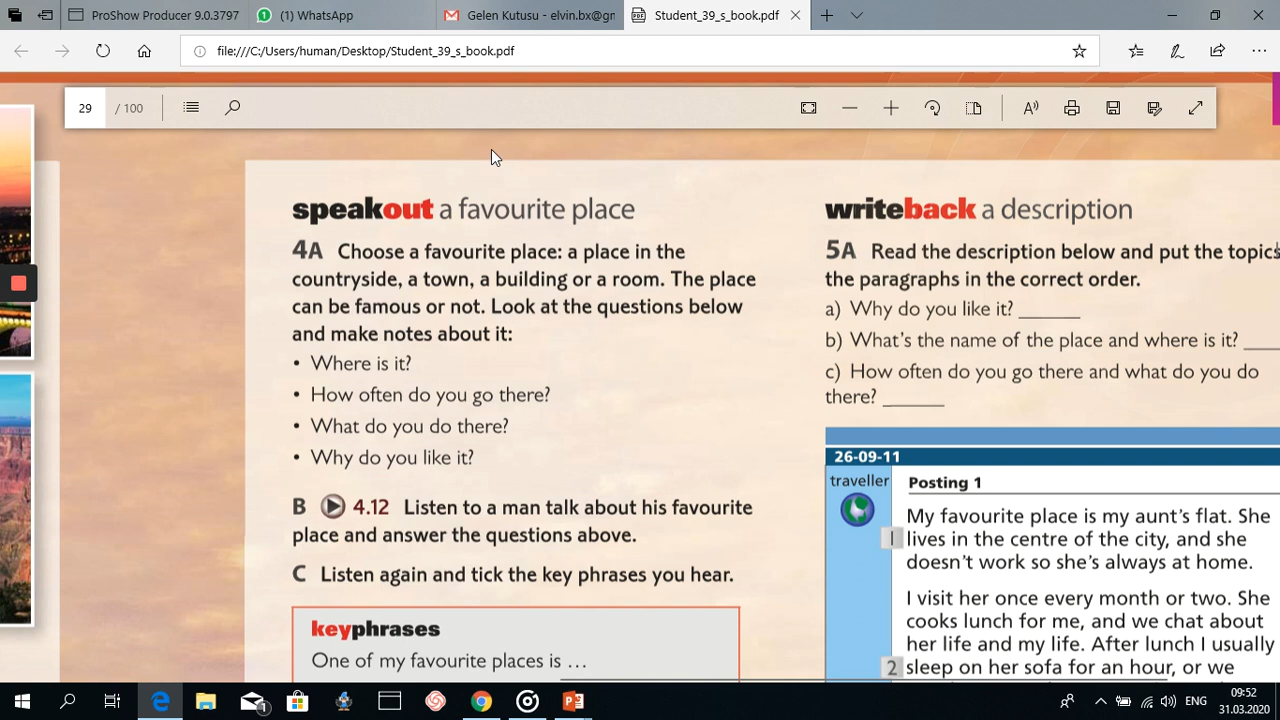 ProShow Producer 9.0.3797
(1) WhatsApp
Gelen Kutusu - elvin.bx@gr
Student_39_s_book.pdf
file:///C:/Users/human/Desktop/Student_39_s_book.pdf
29 / 100
speakout a favourite place
4A Choose a favourite place: a place in the
countryside, a town, a building or a room. The place
can be famous or not. Look at the questions below
and make notes about it:
• Where is it?
• How often do you go there?
• What do you do there?
• Why do you like it?
B 4.12 Listen to a man talk about his favourite
place and answer the questions above.
C Listen again and tick the key phrases you hear.
keyphrases
One of my favourite places is …
writeback a description
5A Read the description below and put the topics
the paragraphs in the correct order.
a) Why do you like it? ______
b) What's the name of the place and where is it? ____
c) How often do you go there and what do you do
there? ______
26-09-11
traveller
Posting 1
My favourite place is my aunt's flat. She
1 lives in the centre of the city, and she
doesn't work so she's always at home.
I visit her once every month or two. She
cooks lunch for me, and we chat about
her life and my life. After lunch I usually
2 sleep on her sofa for an hour, or we
ENG
09:52
31.03.2020